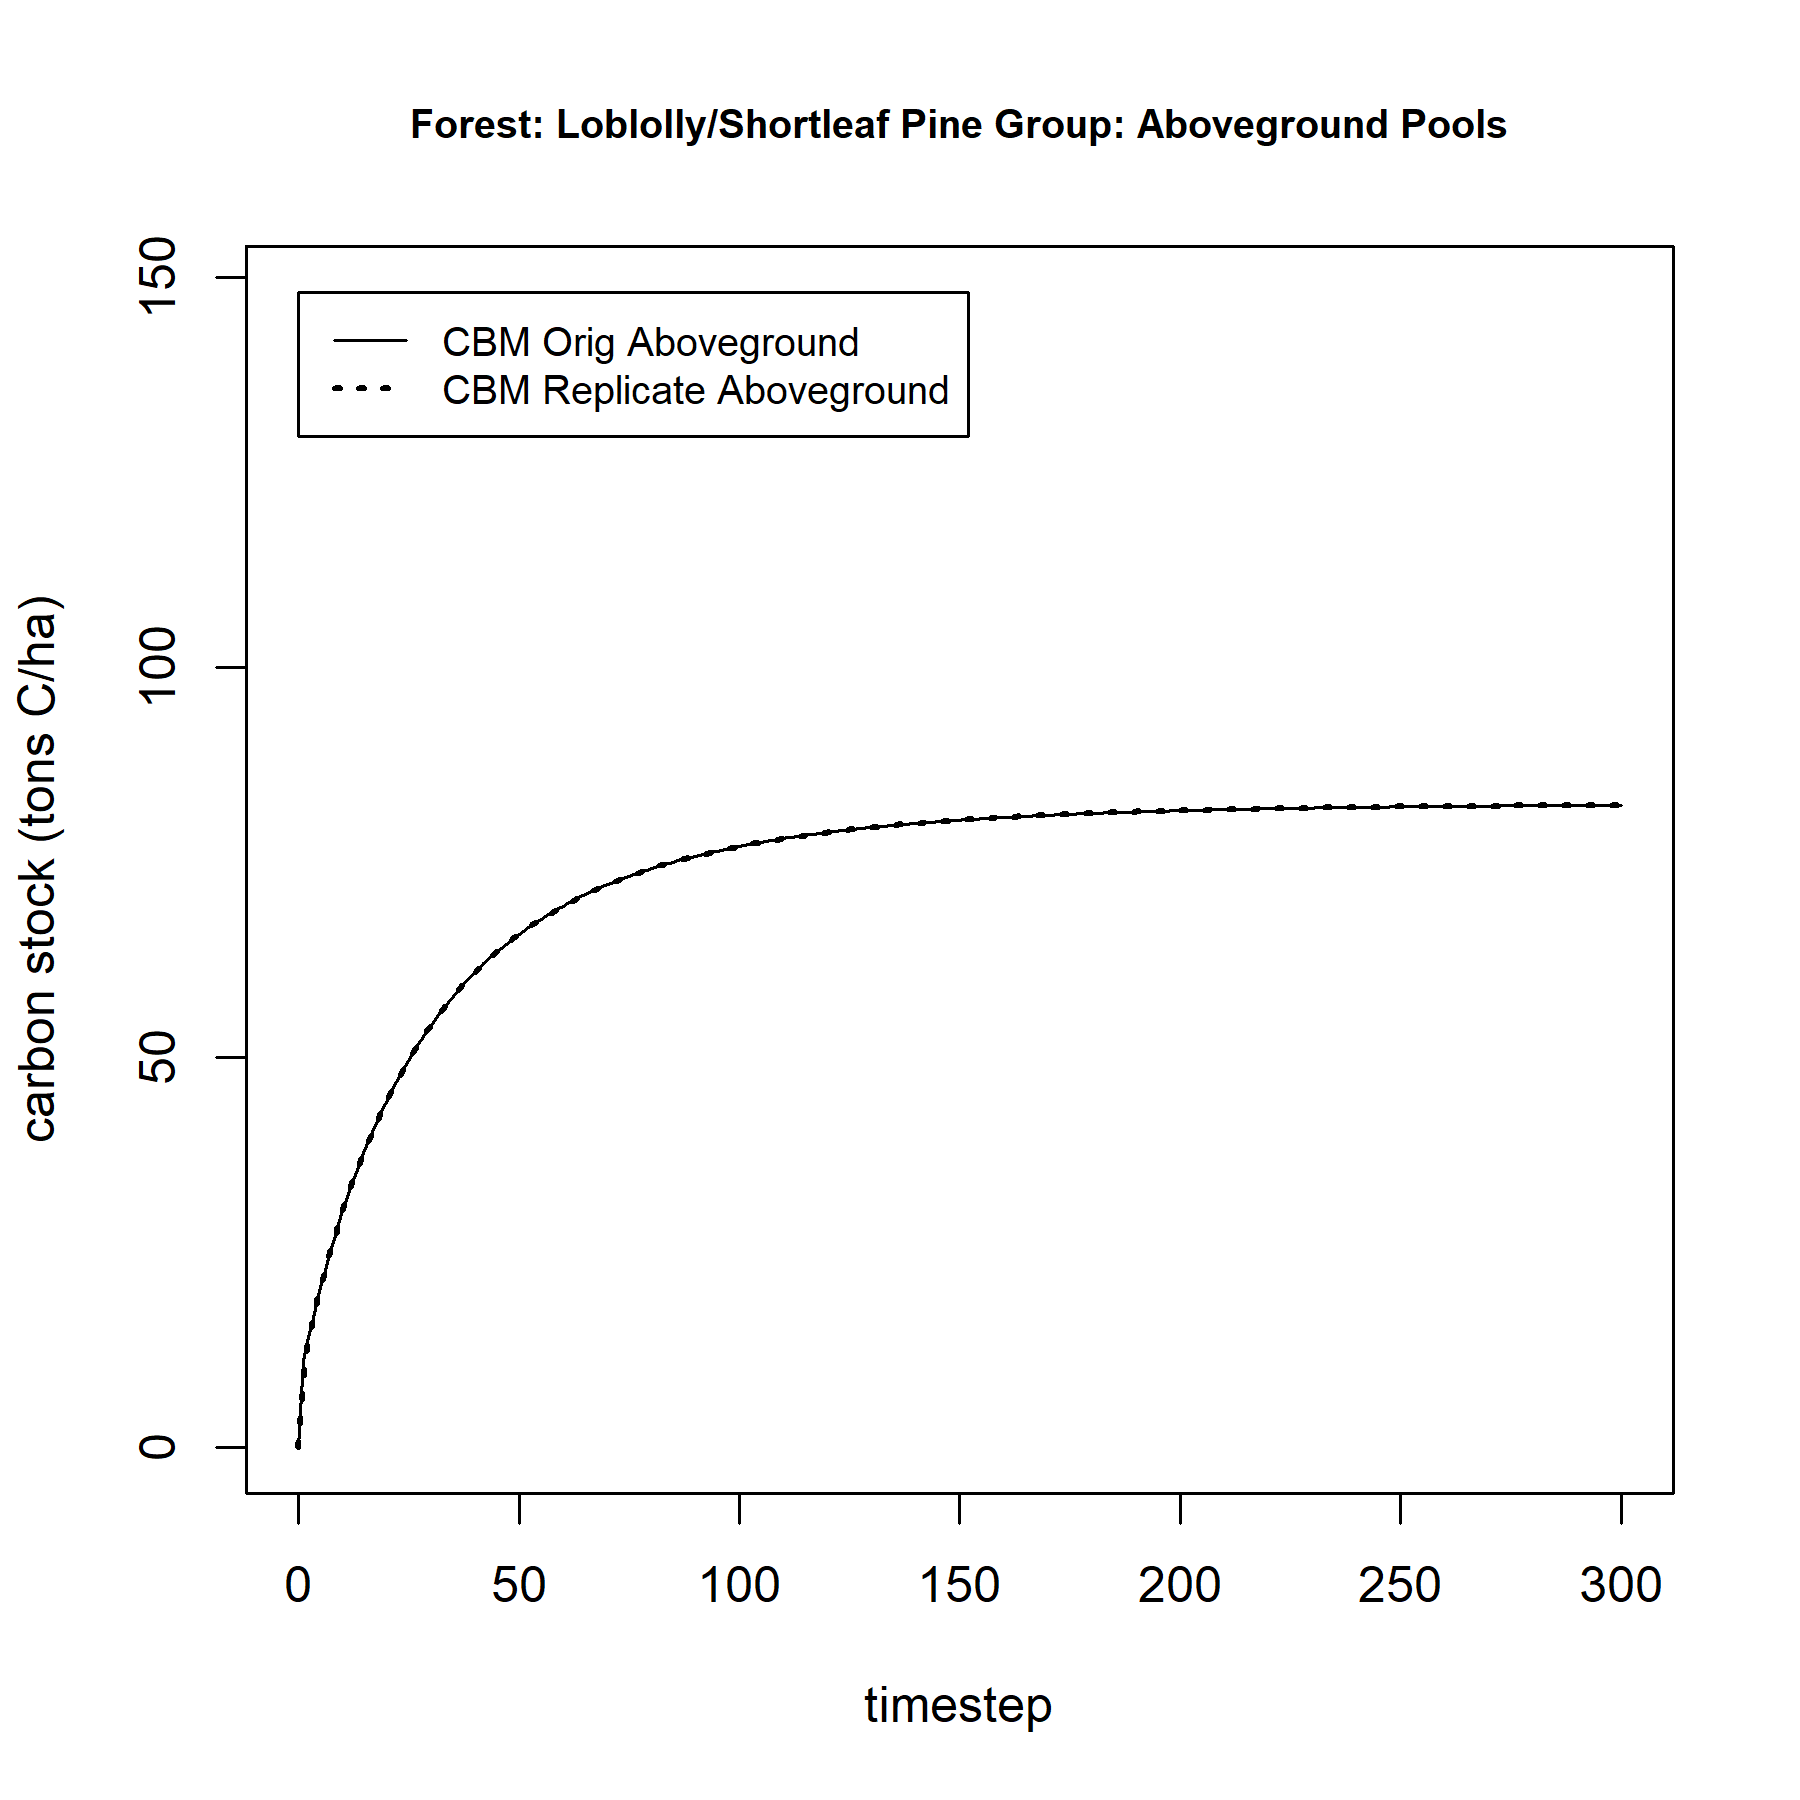 Forest: Loblolly/Shortleaf Pine Group: Aboveground Pools
CBM Orig Aboveground
CBM Replicate Aboveground
carbon stock (tons C/ha)
150
100
50
0
0 50 100 150 200 250 300
timestep